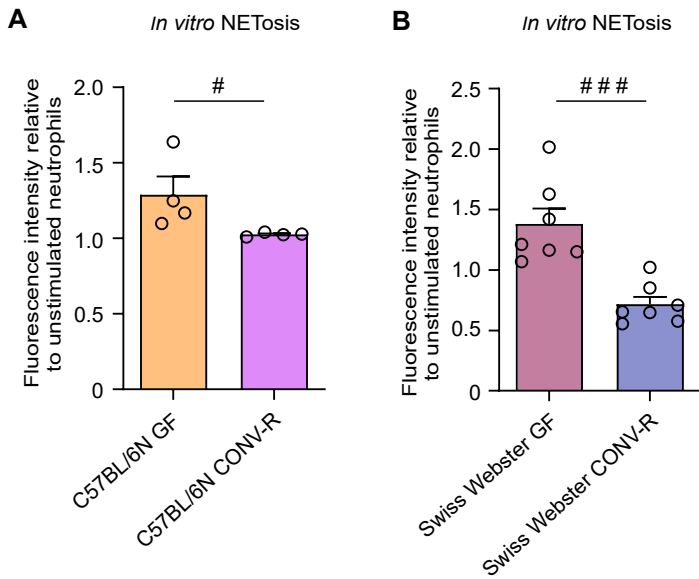 A
In vitro NETosis
Fluorescence intensity relative
to unstimulated neutrophils
2.0
1.5
1.0
0.5
0
#
C57BL/6N GF
C57BL/6N CONV-R
B
In vitro NETosis
Fluorescence intensity relative
to unstimulated neutrophils
2.5
2.0
1.5
1.0
0.5
0
# # #
Swiss Webster GF
Swiss Webster CONV-R